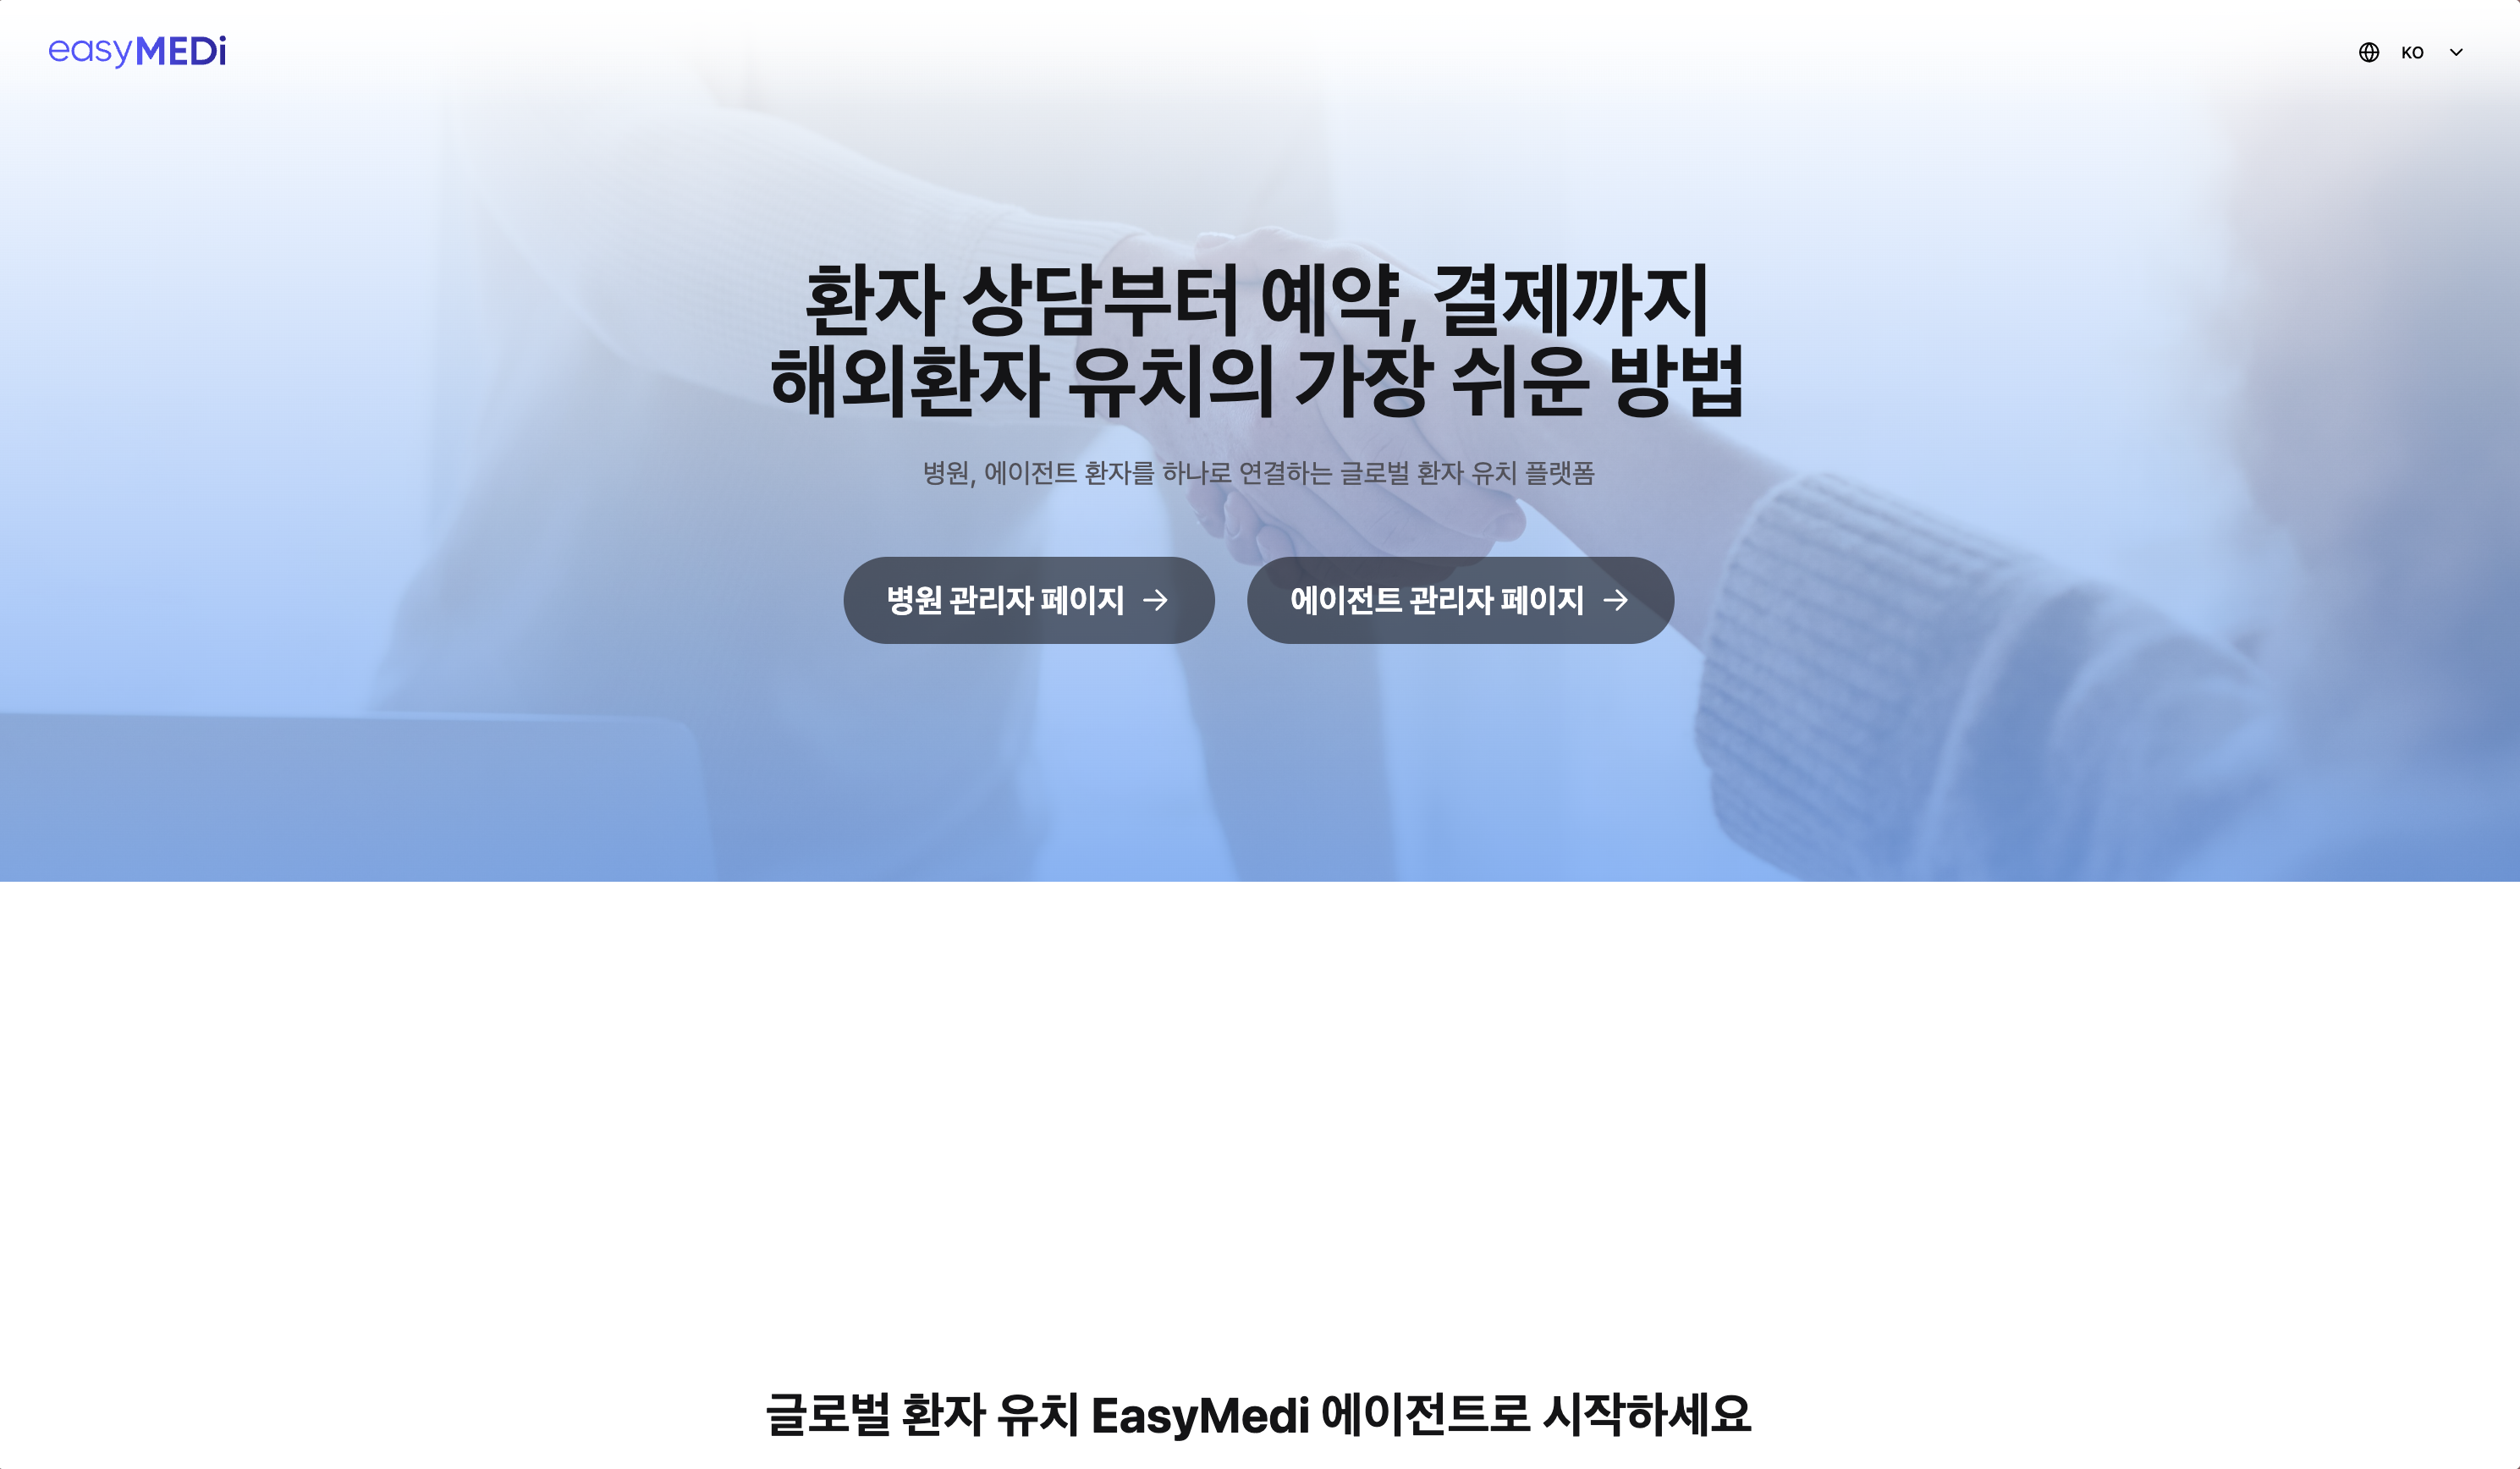 easyMEDi
KO
환자 상담부터 예약, 결제까지
해외환자 유치의 가장 쉬운 방법
병원, 에이전트 환자를 하나로 연결하는 글로벌 환자 유치 플랫폼
병원 관리자 페이지
에이전트 관리자 페이지
글로벌 환자 유치 EasyMedi 에이전트로 시작하세요